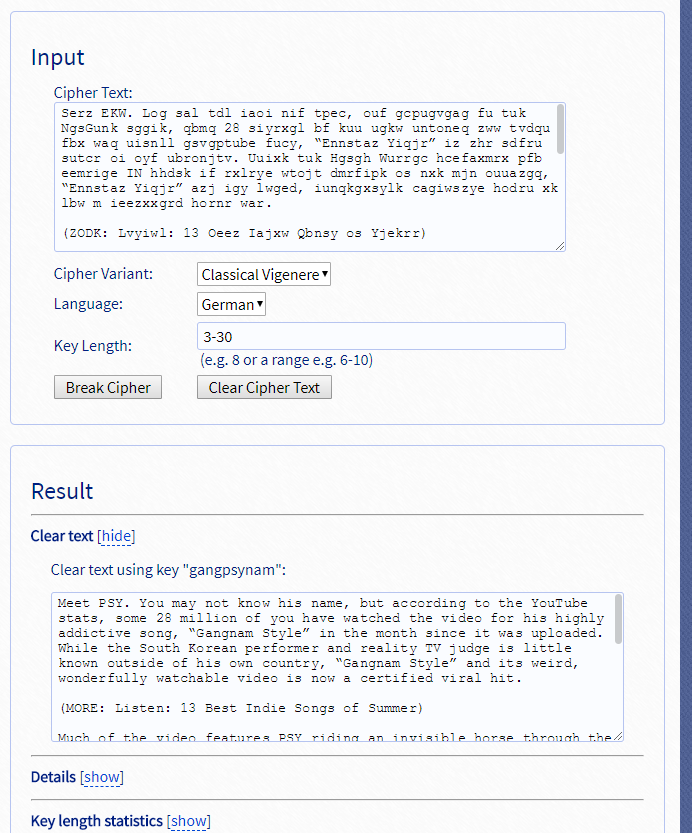 Input
Cipher Text:
Serz EKW. Log sal tdl iaoi nif tpec, ouf gcpugvgag fu tuk
NgsGunk sggik, qbmq 28 siyrxgl bf kuu ugkw untoneq zww tvdqu
fbx waq uisnll gsvgptube fucy, “Ennstaz Yiqjr” iz zhr sdfru
sutcr oi oyf ubronjtv. Uuixk tuk Hgsgh Wurrgc hcefaxmrx pfb
eemrige IN hhdsk if rxlrye wtojt dmrfipk os nxk mjn ouuazgq,
“Ennstaz Yiqjr” azj igy lwged, iunqkgxsylk cagiwszye hodru xk
lbw m ieezxxgrd hornr war.
(ZODK: Lvyiwl: 13 Oeez Iajxw Qbnsy os Yjekrr)
Cipher Variant: Classical Vigenere
Language: German
Key Length: 3-30
(e.g. 8 or a range e.g. 6-10)
Break Cipher Clear Cipher Text
Result
Clear text [hide]
Clear text using key "gangpsynam":
Meet PSY. You may not know his name, but according to the YouTube
stats, some 28 million of you have watched the video for his highly
addictive song, “Gangnam Style” in the month since it was uploaded.
While the South Korean performer and reality TV judge is little
known outside of his own country, “Gangnam Style” and its weird,
wonderfully watchable video is now a certified viral hit.
(MORE: Listen: 13 Best Indie Songs of Summer)
Much of the video features PSY riding an invisible horse through the
Details [show]
Key length statistics [show]